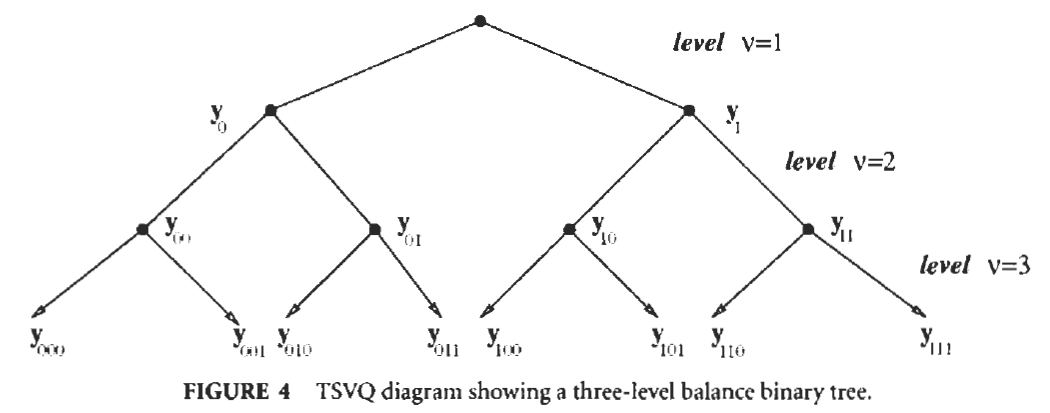 level ν=1
y0 y1
level ν=2
y00 y01 y10 y11
level ν=3
y000 y001 y010 y011 y100 y101 y110 y111
FIGURE 4 TSVQ diagram showing a three-level balance binary tree.